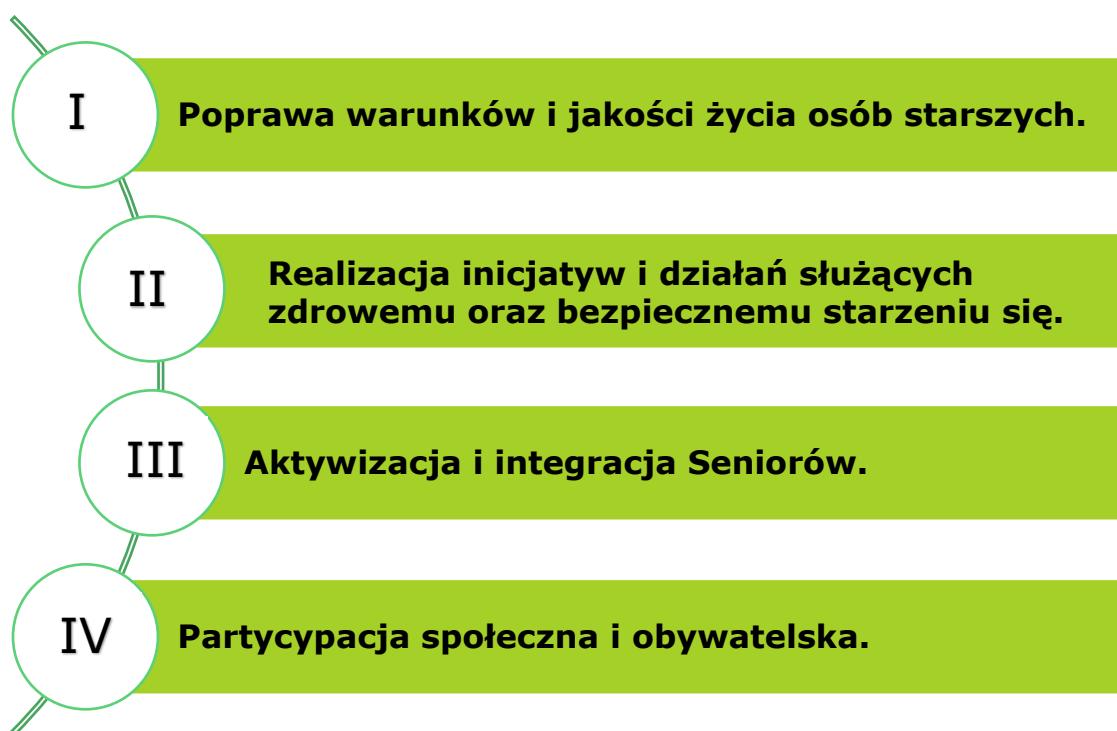 I
Poprawa warunków i jakości życia osób starszych.
II
Realizacja inicjatyw i działań służących
zdrowemu oraz bezpiecznemu starzeniu się.
III
Aktywizacja i integracja Seniorów.
IV
Partycypacja społeczna i obywatelska.